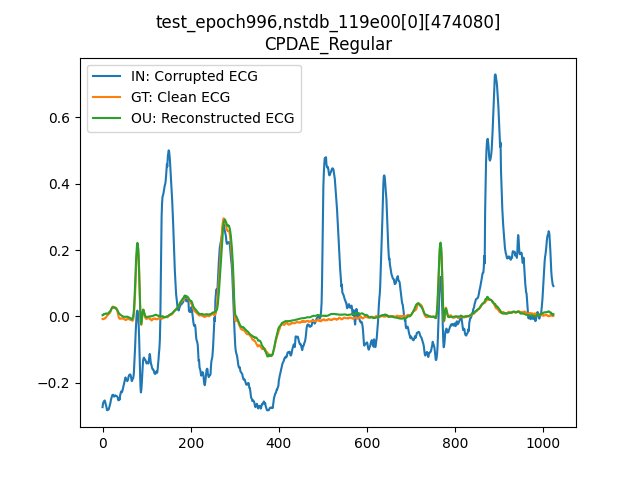 test_epoch996,nstdb_119e00[0][474080]
CPDAE_Regular
IN: Corrupted ECG
GT: Clean ECG
OU: Reconstructed ECG
0.6
0.4
0.2
0.0
−0.2
0 200 400 600 800 1000